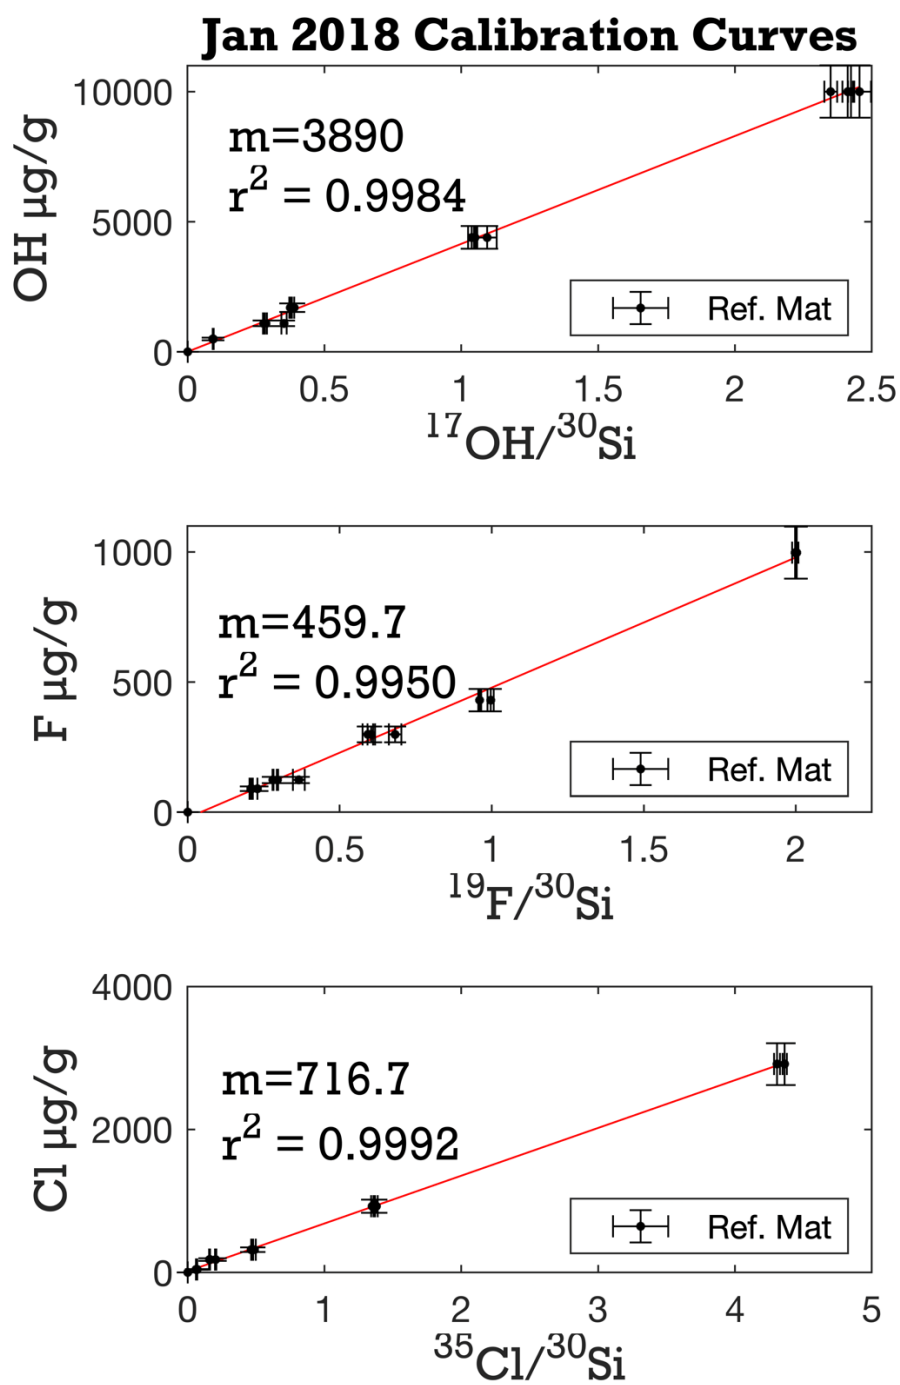 Jan 2018 Calibration Curves
OH µg/g
10000
5000
0
m=3890
r² = 0.9984
Ref. Mat
0 0.5 1 1.5 2 2.5
¹⁷OH/³⁰Si
F µg/g
1000
500
0
m=459.7
r² = 0.9950
Ref. Mat
0 0.5 1 1.5 2
¹⁹F/³⁰Si
Cl µg/g
4000
2000
0
m=716.7
r² = 0.9992
Ref. Mat
0 1 2 3 4 5
³⁵Cl/³⁰Si